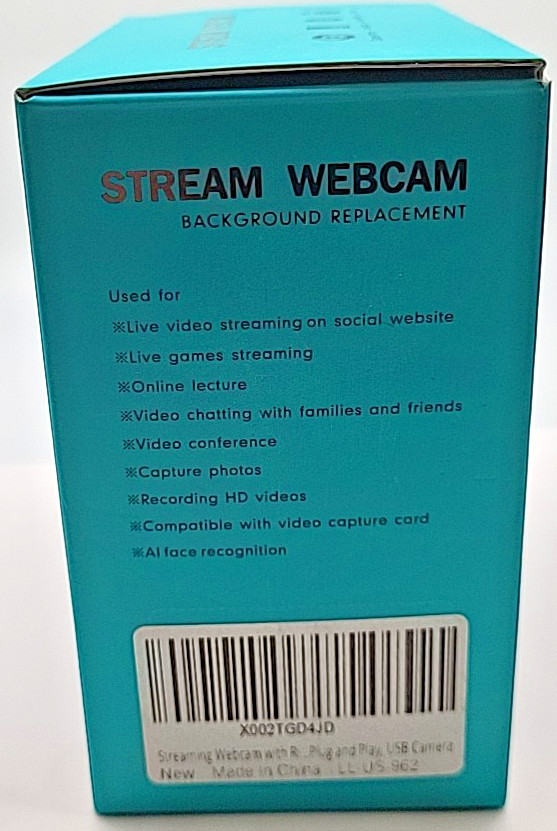 STREAM WEBCAM
BACKGROUND REPLACEMENT
Used for
※Live video streaming on social website
※Live games streaming
※Online lecture
※Video chatting with families and friends
※Video conference
※Capture photos
※Recording HD videos
※Compatible with video capture card
※AI face recognition
X002TGD4JD
Streaming Webcam with Ri...Plug and Play, USB Camera
New Made in China LL-US-962